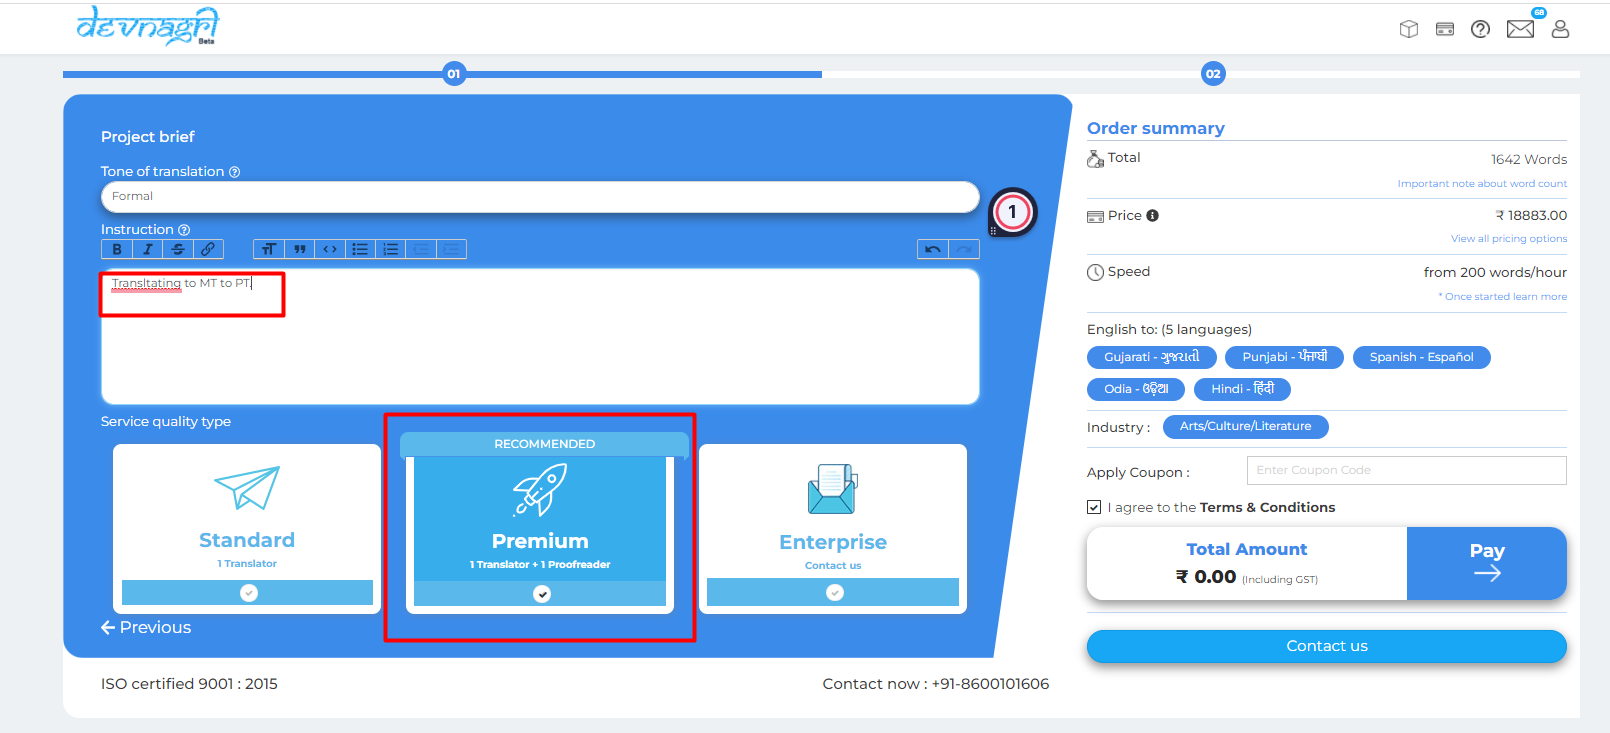 devnagri
Beta
68
01
02
Project brief
Tone of translation
Formal
1
Instruction
Transltating to MT to PT.
Service quality type
RECOMMENDED
Standard
1 Translator
Premium
1 Translator + 1 Proofreader
Enterprise
Contact us
Previous
ISO certified 9001 : 2015
Contact now : +91-8600101606
Order summary
Total
1642 Words
Important note about word count
Price
₹ 18883.00
View all pricing options
Speed
from 200 words/hour
* Once started learn more
English to: (5 languages)
Gujarati - ગુજરાતી Punjabi - ਪੰਜਾਬੀ Spanish - Español
Odia - ଓଡ଼ିଆ Hindi - हिंदी
Industry : Arts/Culture/Literature
Apply Coupon : Enter Coupon Code
I agree to the Terms & Conditions
Total Amount
₹ 0.00 (Including GST)
Pay
Contact us